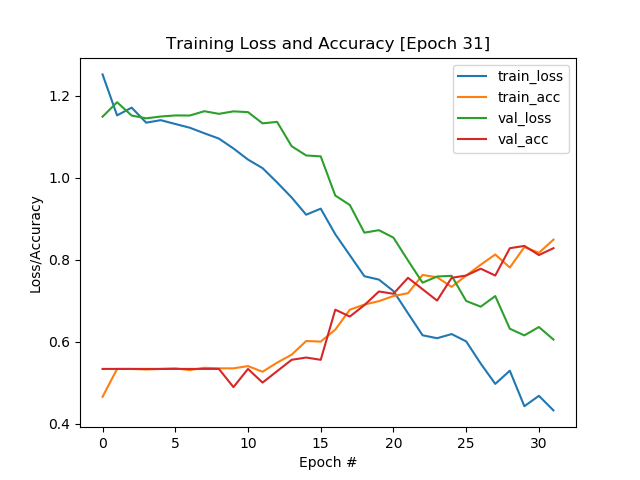 Training Loss and Accuracy [Epoch 31]
train_loss
train_acc
val_loss
val_acc
1.2
1.0
0.8
0.6
0.4
Loss/Accuracy
0
5
10
15
20
25
30
Epoch #